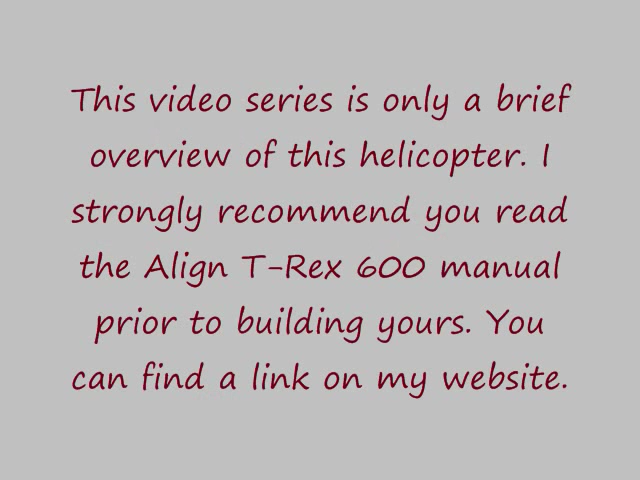 This video series is only a brief
overview of this helicopter. I
strongly recommend you read
the Align T-Rex 600 manual
prior to building yours. You
can find a link on my website.